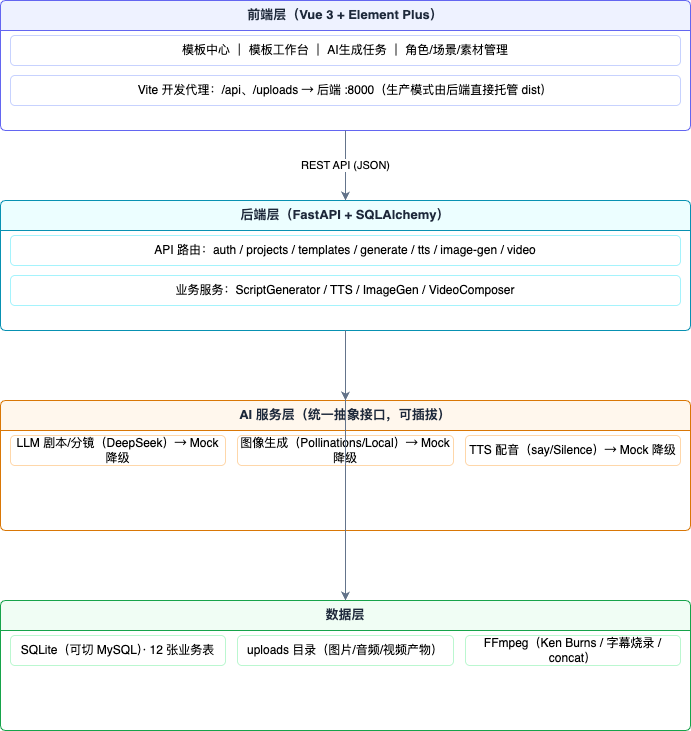 前端层（Vue 3 + Element Plus）
模板中心 ｜ 模板工作台 ｜ AI生成任务 ｜ 角色/场景/素材管理
Vite 开发代理：/api、/uploads → 后端 :8000（生产模式由后端直接托管 dist）
REST API (JSON)
后端层（FastAPI + SQLAlchemy）
API 路由：auth / projects / templates / generate / tts / image-gen / video
业务服务：ScriptGenerator / TTS / ImageGen / VideoComposer
AI 服务层（统一抽象接口，可插拔）
LLM 剧本/分镜（DeepSeek）→ Mock
降级
图像生成（Pollinations/Local）→ Mock
降级
TTS 配音（say/Silence）→ Mock 降级
数据层
SQLite（可切 MySQL）· 12 张业务表
uploads 目录（图片/音频/视频产物）
FFmpeg（Ken Burns / 字幕烧录 /
concat）